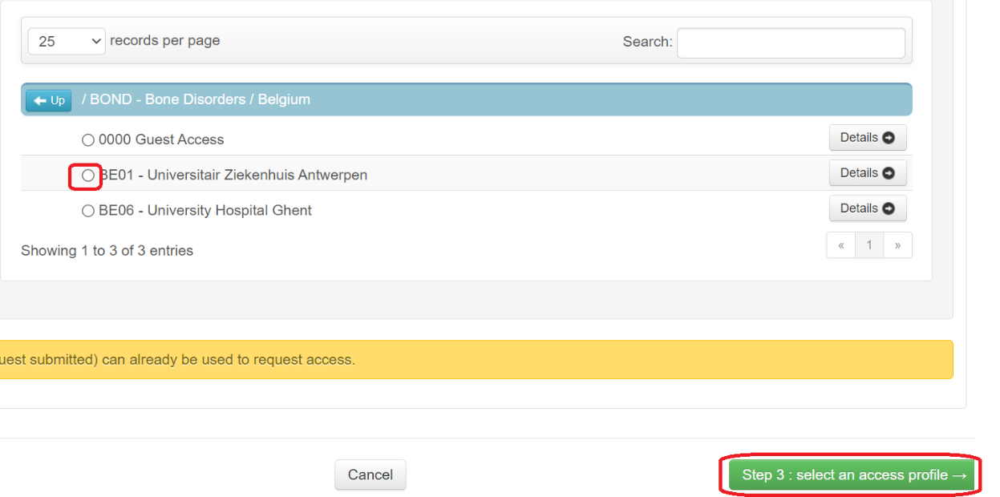 25 records per page Search:
Up / BOND - Bone Disorders / Belgium
0000 Guest Access Details
BE01 - Universitair Ziekenhuis Antwerpen Details
BE06 - University Hospital Ghent Details
Showing 1 to 3 of 3 entries « 1 »
submitted) can already be used to request access.
Cancel Step 3 : select an access profile →